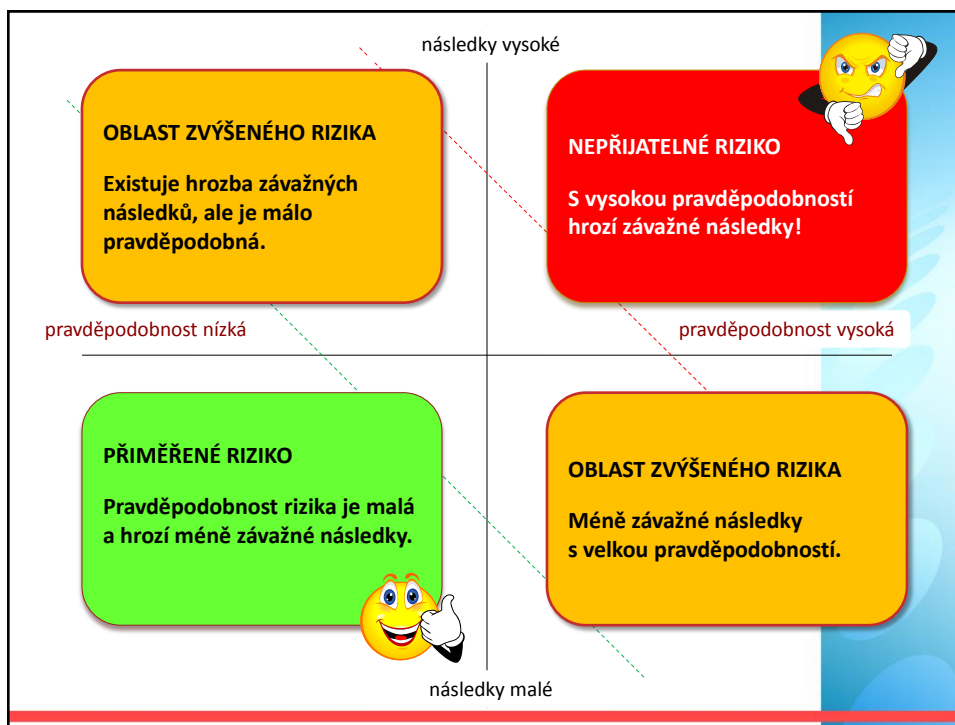 následky vysoké
OBLAST ZVÝŠENÉHO RIZIKA
Existuje hrozba závažných
následků, ale je málo
pravděpodobná.
NEPŘIJATELNÉ RIZIKO
S vysokou pravděpodobností
hrozí závažné následky!
pravděpodobnost nízká
pravděpodobnost vysoká
PŘIMĚŘENÉ RIZIKO
Pravděpodobnost rizika je malá
a hrozí méně závažné následky.
OBLAST ZVÝŠENÉHO RIZIKA
Méně závažné následky
s velkou pravděpodobností.
následky malé